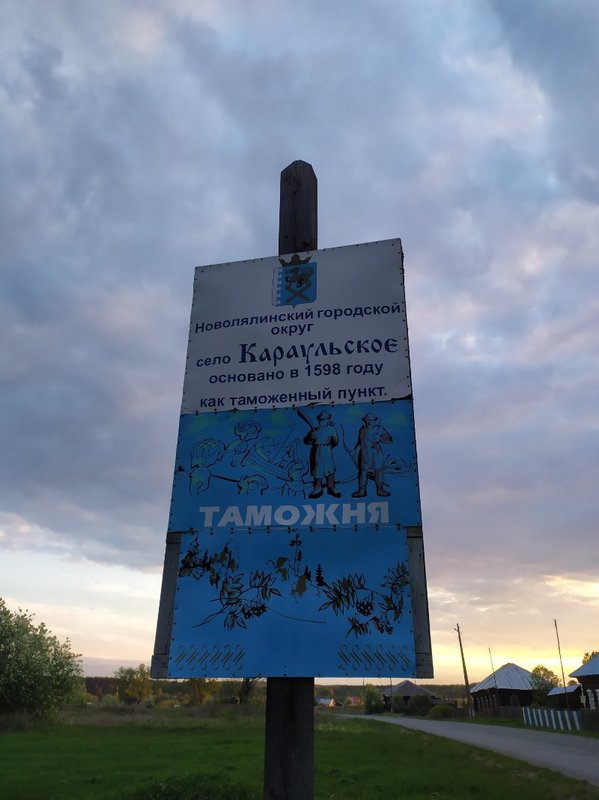 Новолялинский городской
округ
село Караульское
основано в 1598 году
как таможенный пункт.
ТАМОЖНЯ